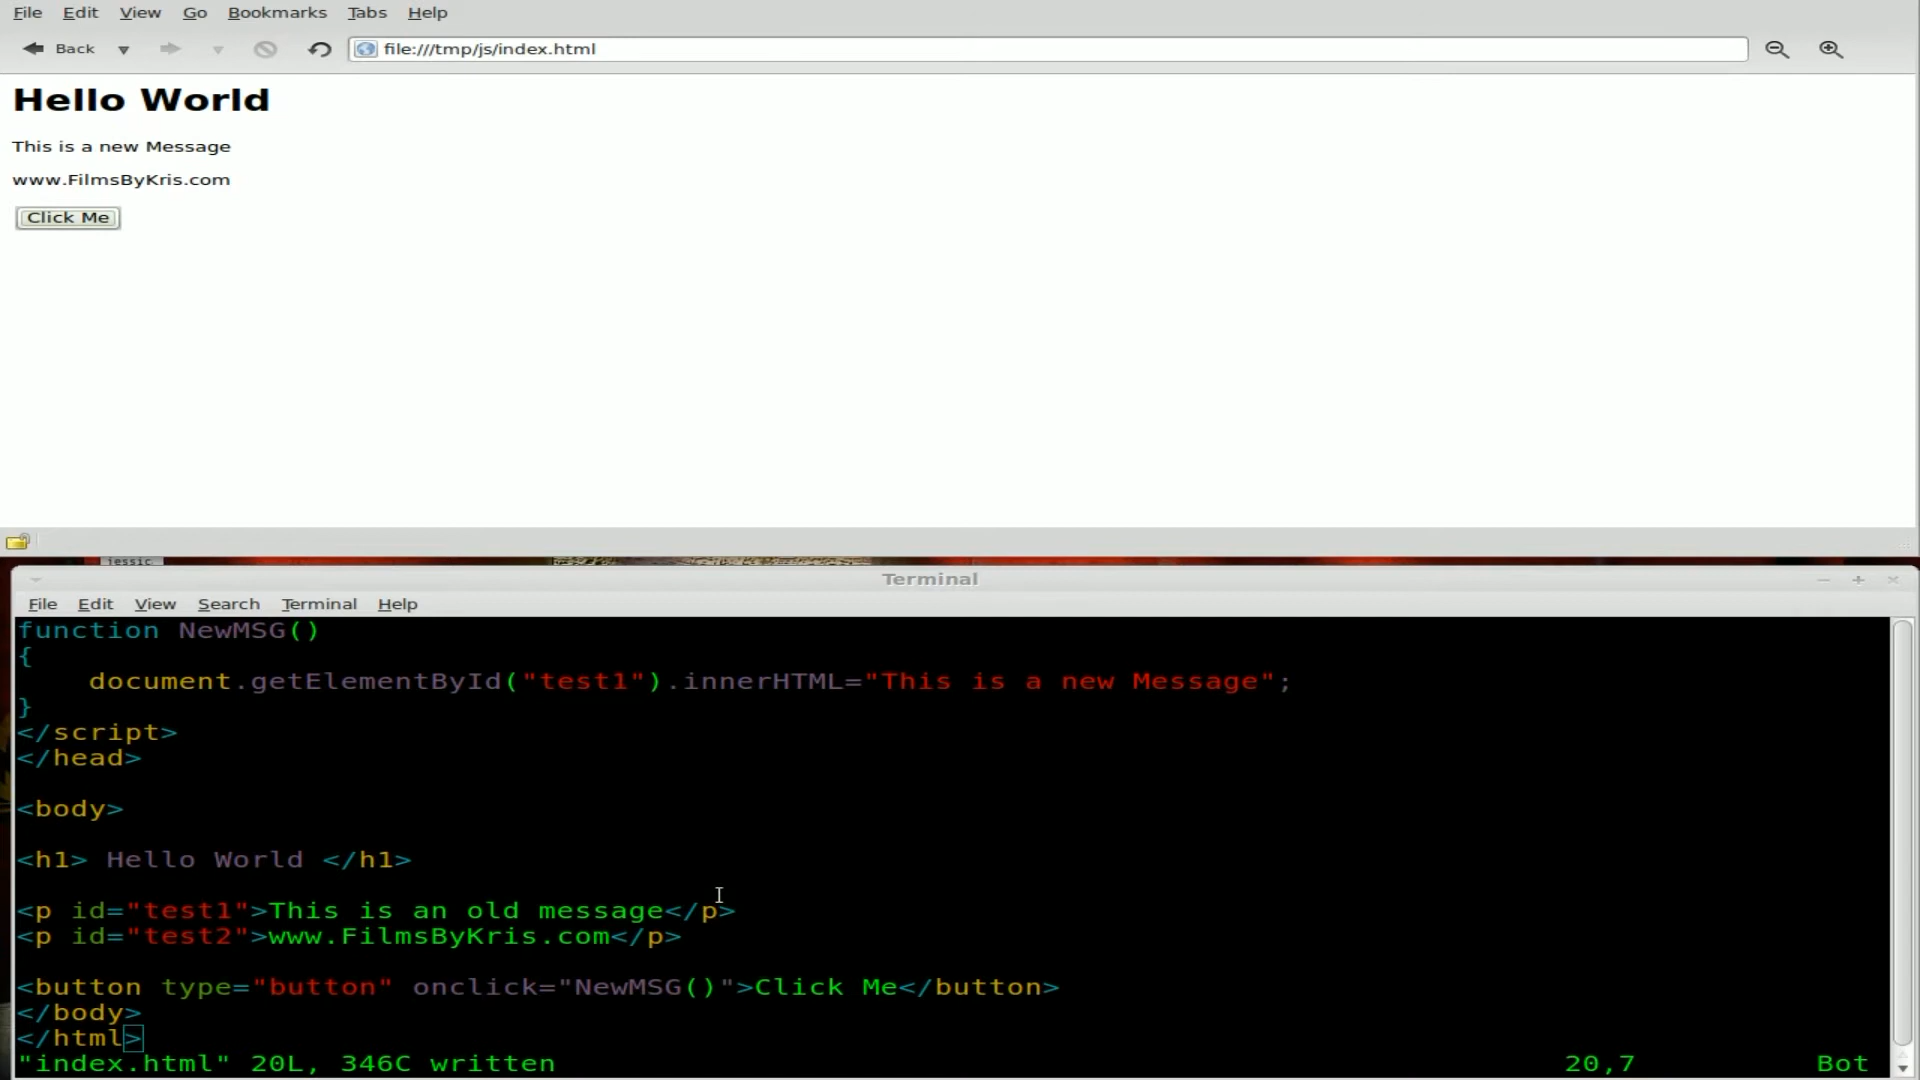 File Edit View Go Bookmarks Tabs Help
Back file:///tmp/js/index.html
Hello World
This is a new Message
www.FilmsByKris.com
Click Me
jessic
Terminal
File Edit View Search Terminal Help
function NewMSG()
{
    document.getElementById("test1").innerHTML="This is a new Message";
}
</script>
</head>
<body>
<h1> Hello World </h1>
<p id="test1">This is an old message</p>
<p id="test2">www.FilmsByKris.com</p>
<button type="button" onclick="NewMSG()">Click Me</button>
</body>
</html>
"index.html" 20L, 346C written 20,7 Bot